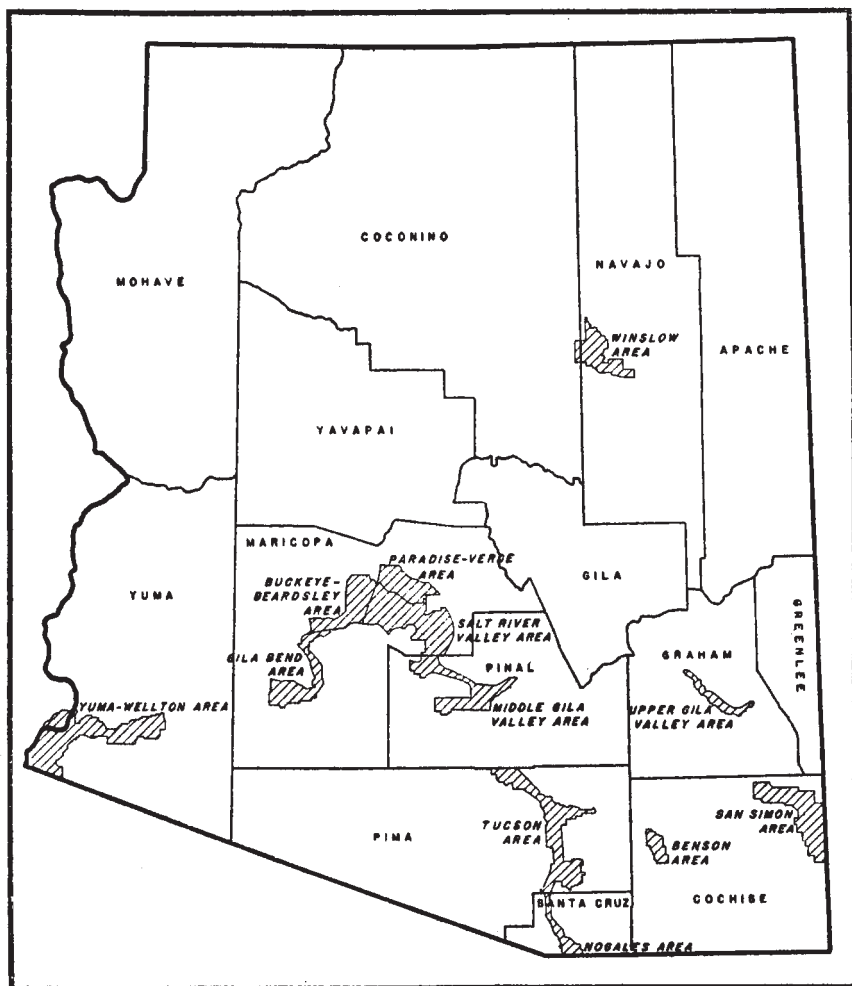 COCONINO
NAVAJO
MOHAVE
WINSLOW
AREA
APACHE
YAVAPAI
MARICOPA
PARADISE-VERDE
AREA
GILA
BUCKEYE-
BEARDSLEY
AREA
YUMA
GREENLEE
SALT RIVER
VALLEY AREA
GILA BEND
AREA
PINAL
GRAHAM
YUMA-WELLTON AREA
MIDDLE GILA
VALLEY AREA
UPPER GILA
VALLEY AREA
SAN SIMON
AREA
TUCSON
AREA
PIMA
BENSON
AREA
SANTA CRUZ
COCHISE
NOGALES AREA